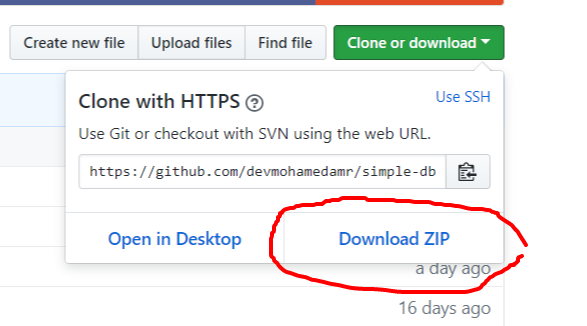 Create new file Upload files Find file Clone or download
Clone with HTTPS Use SSH
Use Git or checkout with SVN using the web URL.
https://github.com/devmohamedamr/simple-db
Open in Desktop Download ZIP
a day ago
16 days ago